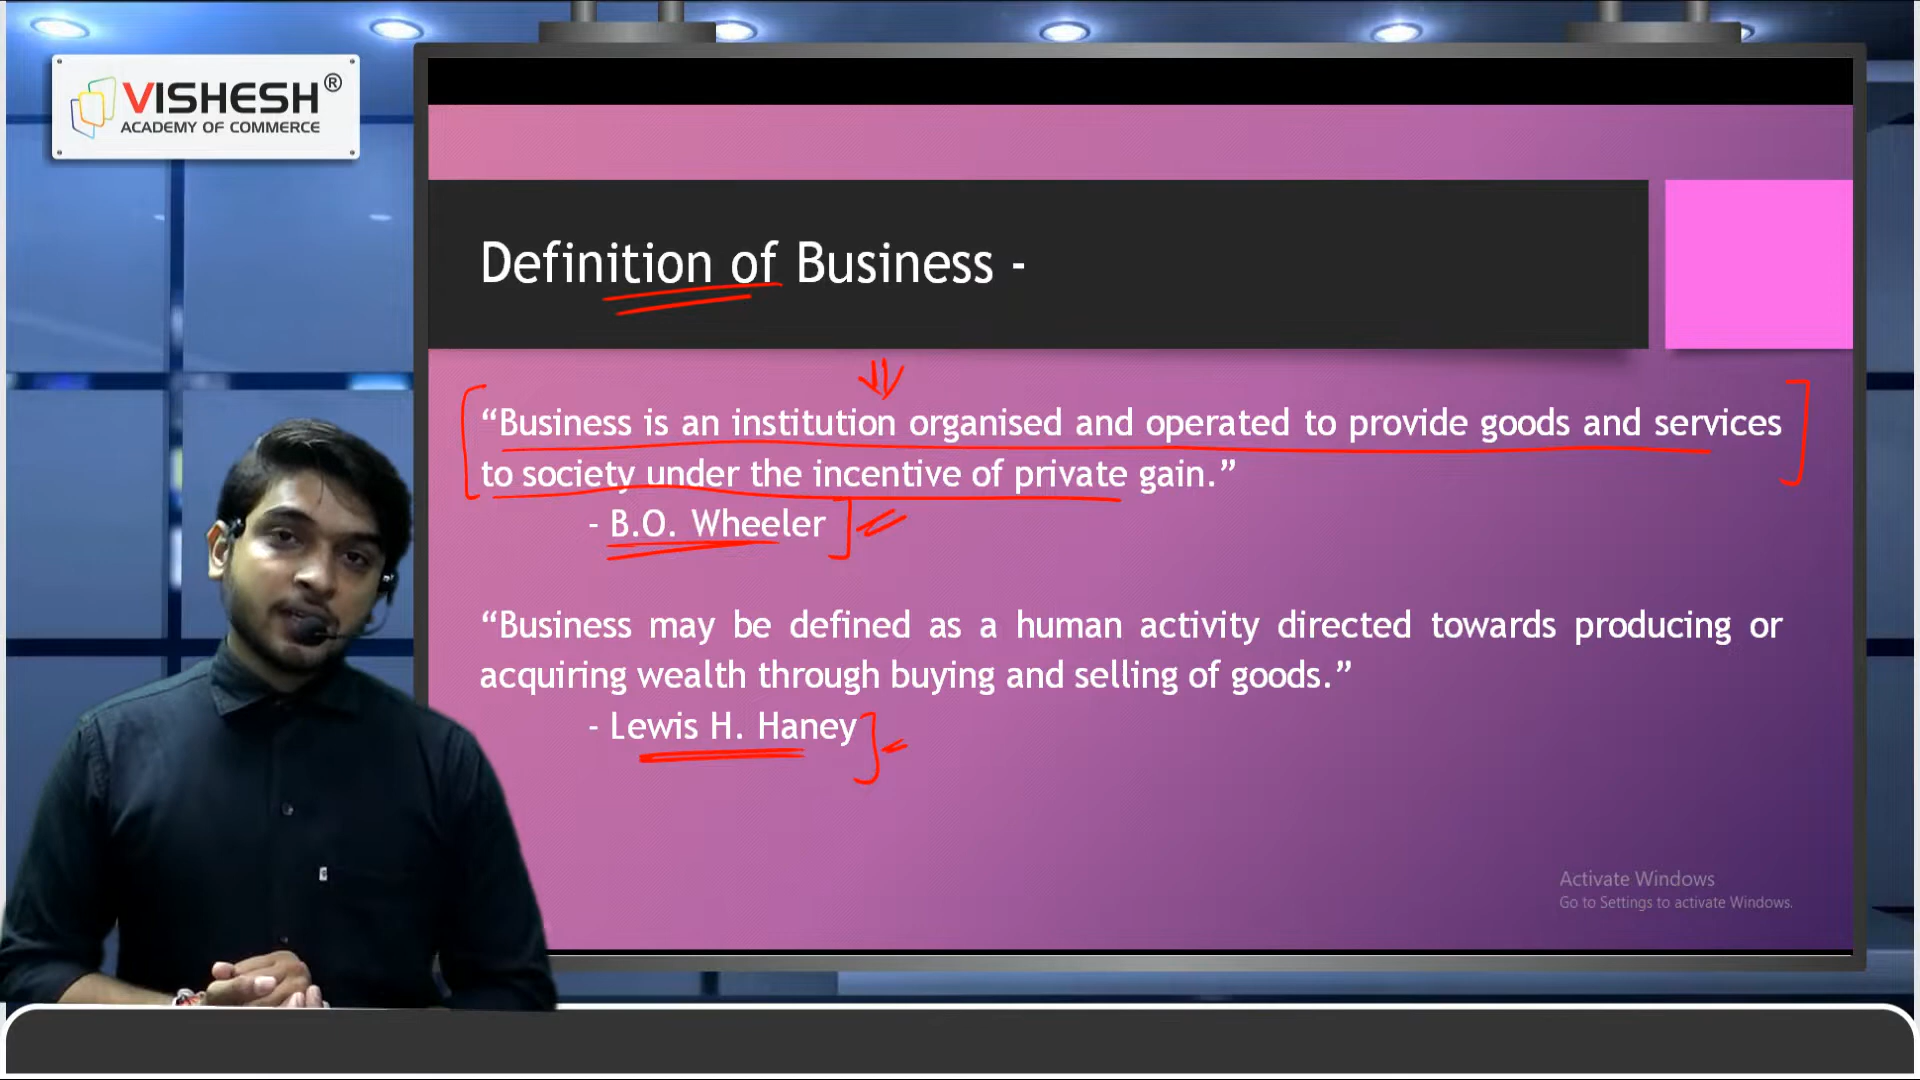 VISHESH®
ACADEMY OF COMMERCE
Definition of Business -
“Business is an institution organised and operated to provide goods and services
to society under the incentive of private gain.”
- B.O. Wheeler
“Business may be defined as a human activity directed towards producing or
acquiring wealth through buying and selling of goods.”
- Lewis H. Haney
Activate Windows
Go to Settings to activate Windows.